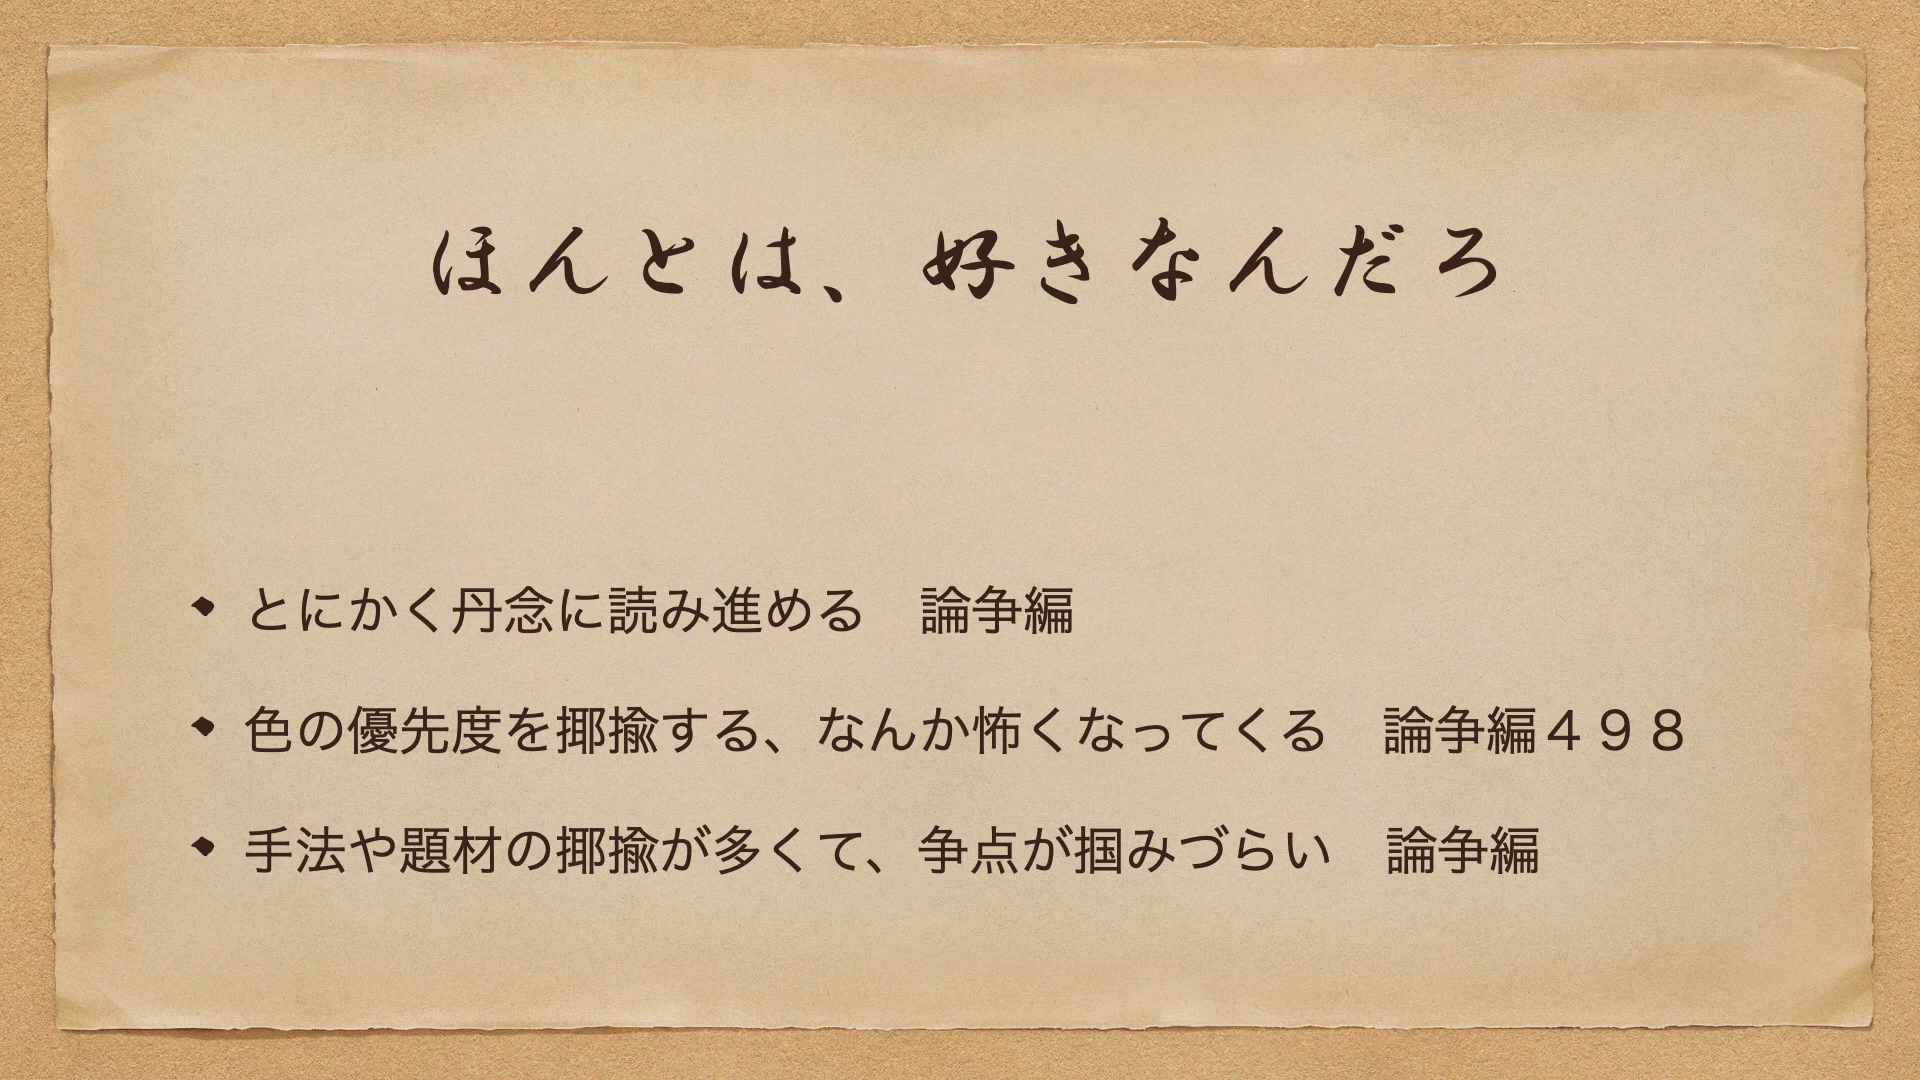 ほんとは、好きなんだろ
• とにかく丹念に読み進める　論争編
• 色の優先度を揶揄する、なんか怖くなってくる　論争編４９８
• 手法や題材の揶揄が多くて、争点が掴みづらい　論争編